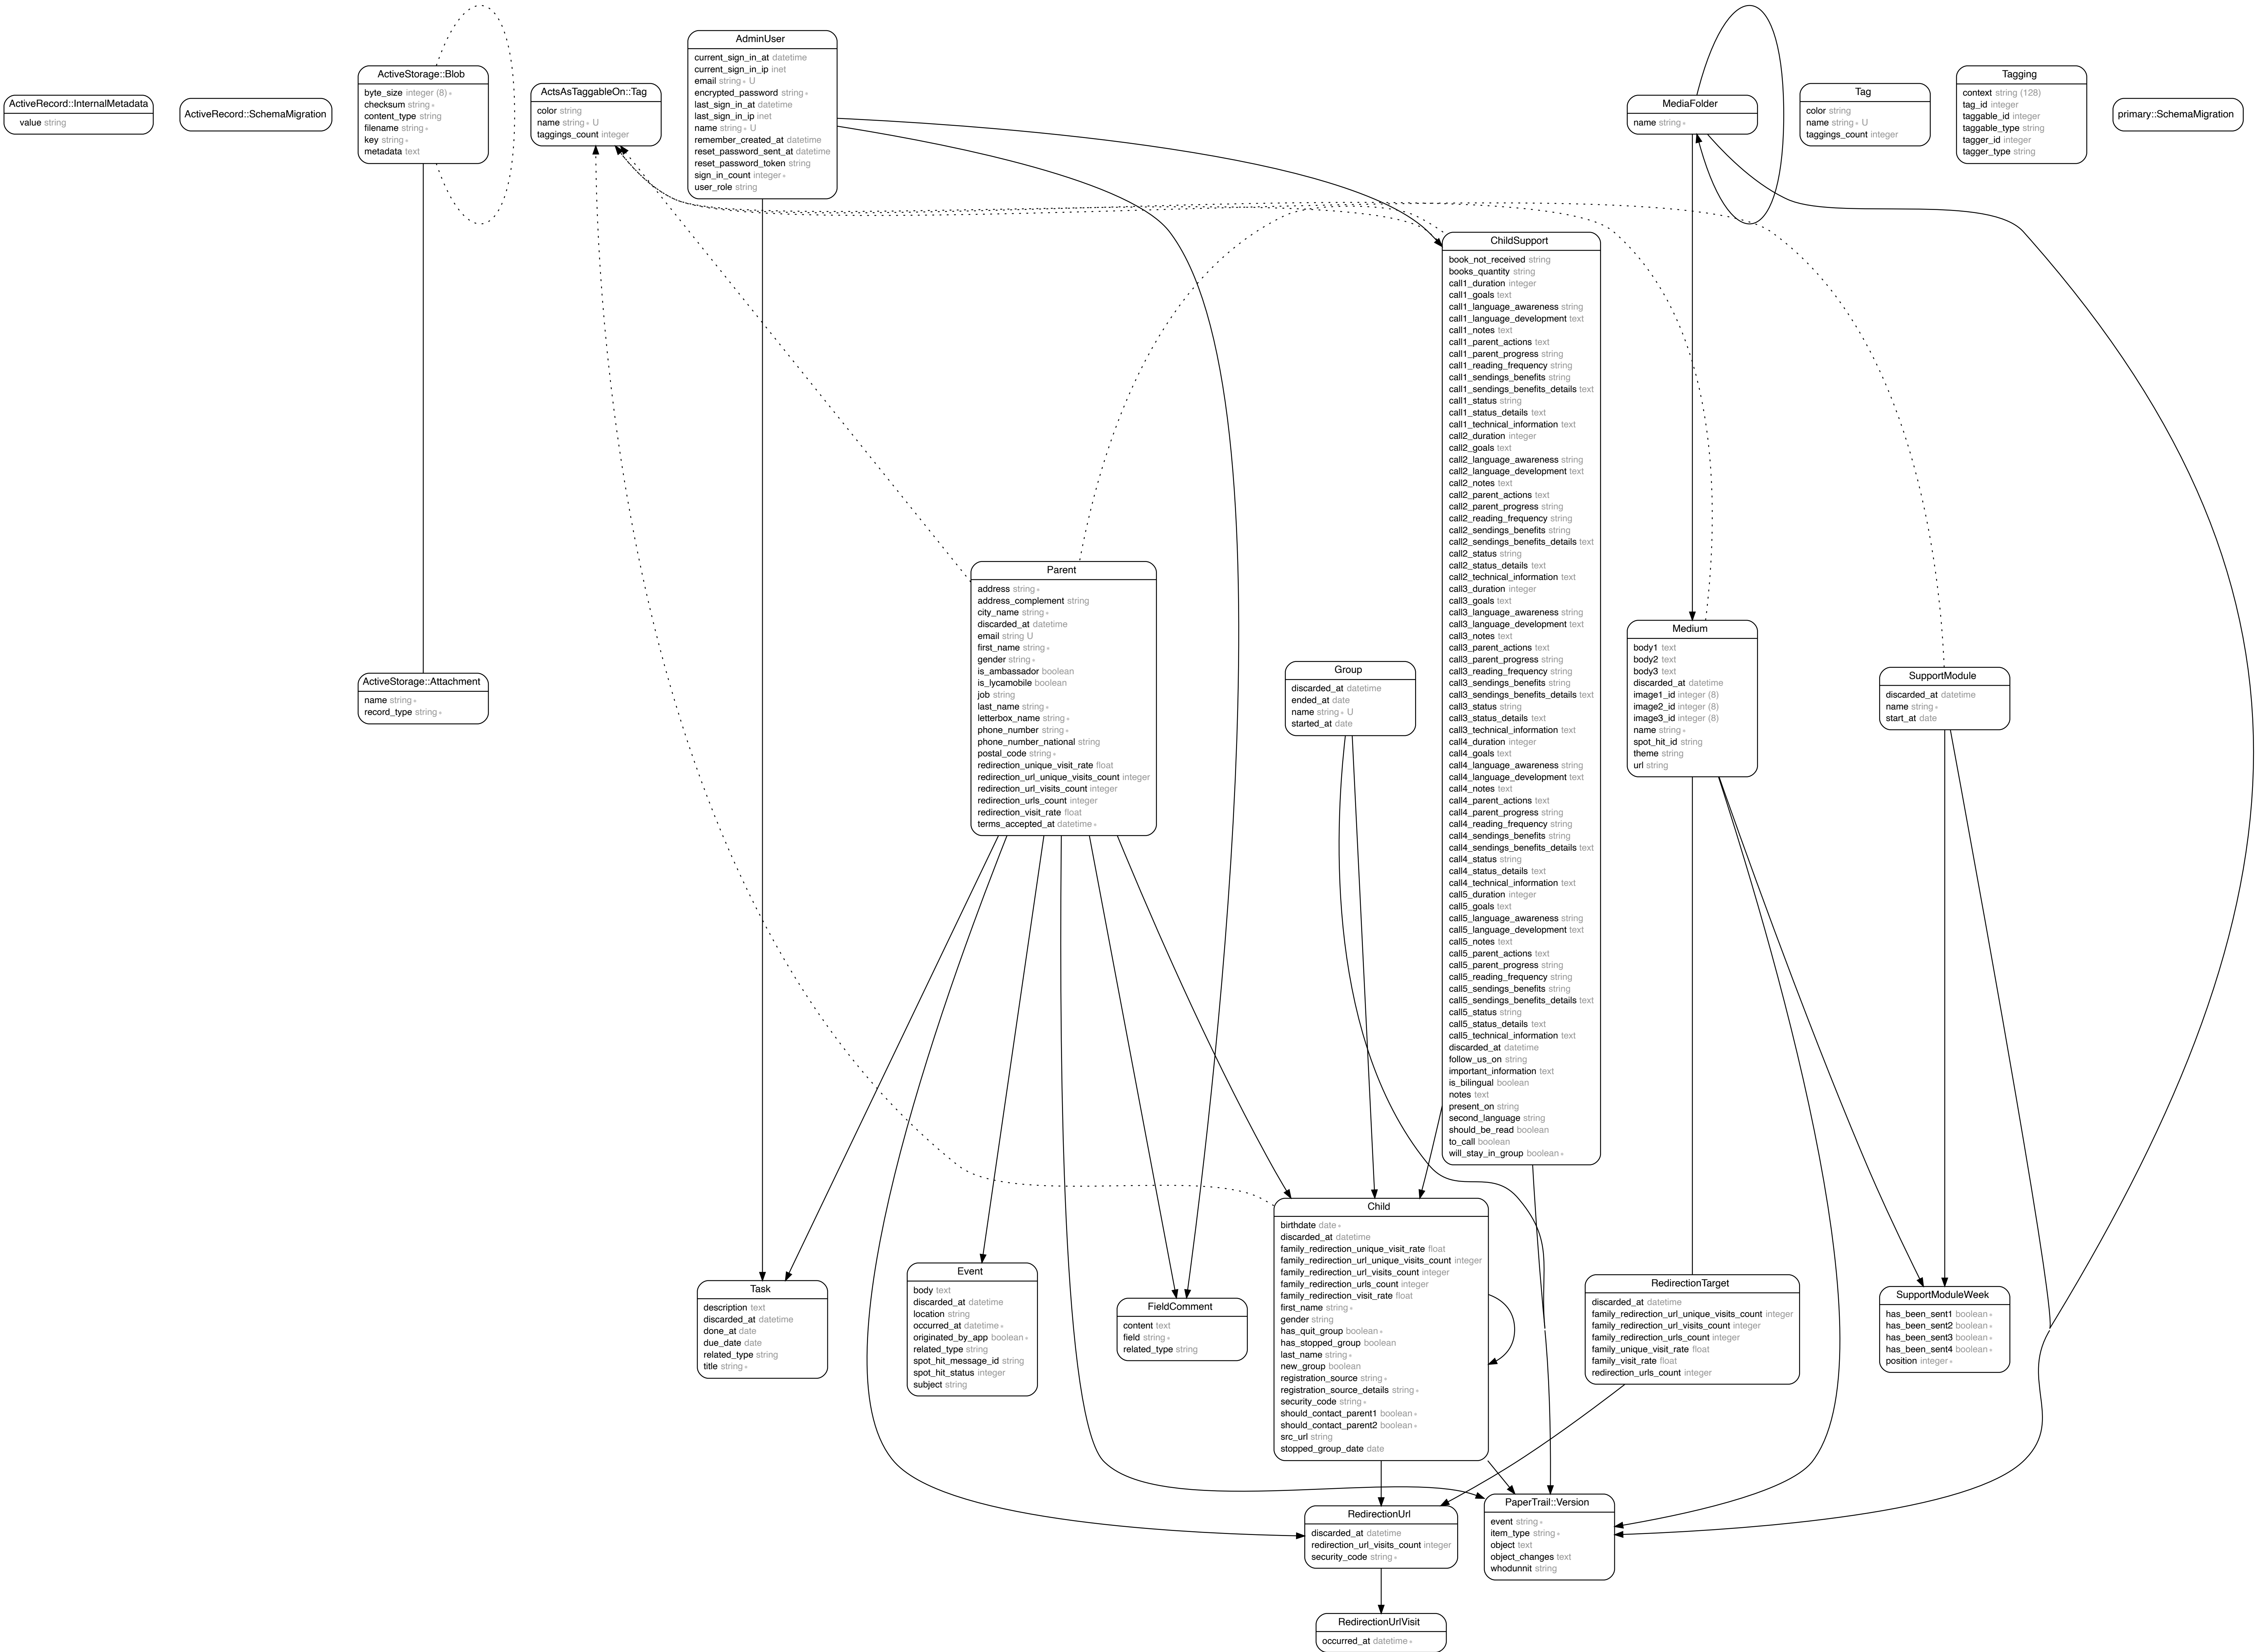 ActiveRecord::InternalMetadata
value string
ActiveRecord::SchemaMigration
ActiveStorage::Blob
byte_size integer (8) ∗
checksum string ∗
content_type string
filename string ∗
key string ∗
metadata text
ActsAsTaggableOn::Tag
color string
name string ∗ U
taggings_count integer
AdminUser
current_sign_in_at datetime
current_sign_in_ip inet
email string ∗ U
encrypted_password string ∗
last_sign_in_at datetime
last_sign_in_ip inet
name string ∗ U
remember_created_at datetime
reset_password_sent_at datetime
reset_password_token string
sign_in_count integer ∗
user_role string
MediaFolder
name string ∗
Tag
color string
name string ∗ U
taggings_count integer
Tagging
context string (128)
tag_id integer
taggable_id integer
taggable_type string
tagger_id integer
tagger_type string
primary::SchemaMigration
ChildSupport
book_not_received string
books_quantity string
call1_duration integer
call1_goals text
call1_language_awareness string
call1_language_development text
call1_notes text
call1_parent_actions text
call1_parent_progress string
call1_reading_frequency string
call1_sendings_benefits string
call1_sendings_benefits_details text
call1_status string
call1_status_details text
call1_technical_information text
call2_duration integer
call2_goals text
call2_language_awareness string
call2_language_development text
call2_notes text
call2_parent_actions text
call2_parent_progress string
call2_reading_frequency string
call2_sendings_benefits string
call2_sendings_benefits_details text
call2_status string
call2_status_details text
call2_technical_information text
call3_duration integer
call3_goals text
call3_language_awareness string
call3_language_development text
call3_notes text
call3_parent_actions text
call3_parent_progress string
call3_reading_frequency string
call3_sendings_benefits string
call3_sendings_benefits_details text
call3_status string
call3_status_details text
call3_technical_information text
call4_duration integer
call4_goals text
call4_language_awareness string
call4_language_development text
call4_notes text
call4_parent_actions text
call4_parent_progress string
call4_reading_frequency string
call4_sendings_benefits string
call4_sendings_benefits_details text
call4_status string
call4_status_details text
call4_technical_information text
call5_duration integer
call5_goals text
call5_language_awareness string
call5_language_development text
call5_notes text
call5_parent_actions text
call5_parent_progress string
call5_reading_frequency string
call5_sendings_benefits string
call5_sendings_benefits_details text
call5_status string
call5_status_details text
call5_technical_information text
discarded_at datetime
follow_us_on string
important_information text
is_bilingual boolean
notes text
present_on string
second_language string
should_be_read boolean
to_call boolean
will_stay_in_group boolean ∗
Parent
address string ∗
address_complement string
city_name string ∗
discarded_at datetime
email string U
first_name string ∗
gender string ∗
is_ambassador boolean
is_lycamobile boolean
job string
last_name string ∗
letterbox_name string ∗
phone_number string ∗
phone_number_national string
postal_code string ∗
redirection_unique_visit_rate float
redirection_url_unique_visits_count integer
redirection_url_visits_count integer
redirection_urls_count integer
redirection_visit_rate float
terms_accepted_at datetime ∗
Medium
body1 text
body2 text
body3 text
discarded_at datetime
image1_id integer (8)
image2_id integer (8)
image3_id integer (8)
name string ∗
spot_hit_id string
theme string
url string
Group
discarded_at datetime
ended_at date
name string ∗ U
started_at date
SupportModule
discarded_at datetime
name string ∗
start_at date
ActiveStorage::Attachment
name string ∗
record_type string ∗
Child
birthdate date ∗
discarded_at datetime
family_redirection_unique_visit_rate float
family_redirection_url_unique_visits_count integer
family_redirection_url_visits_count integer
family_redirection_urls_count integer
family_redirection_visit_rate float
first_name string ∗
gender string
has_quit_group boolean ∗
has_stopped_group boolean
last_name string ∗
new_group boolean
registration_source string ∗
registration_source_details string ∗
security_code string ∗
should_contact_parent1 boolean ∗
should_contact_parent2 boolean ∗
src_url string
stopped_group_date date
Task
description text
discarded_at datetime
done_at date
due_date date
related_type string
title string ∗
Event
body text
discarded_at datetime
location string
occurred_at datetime ∗
originated_by_app boolean ∗
related_type string
spot_hit_message_id string
spot_hit_status integer
subject string
FieldComment
content text
field string ∗
related_type string
RedirectionTarget
discarded_at datetime
family_redirection_url_unique_visits_count integer
family_redirection_url_visits_count integer
family_redirection_urls_count integer
family_unique_visit_rate float
family_visit_rate float
redirection_urls_count integer
SupportModuleWeek
has_been_sent1 boolean ∗
has_been_sent2 boolean ∗
has_been_sent3 boolean ∗
has_been_sent4 boolean ∗
position integer ∗
RedirectionUrl
discarded_at datetime
redirection_url_visits_count integer
security_code string ∗
PaperTrail::Version
event string ∗
item_type string ∗
object text
object_changes text
whodunnit string
RedirectionUrlVisit
occurred_at datetime ∗